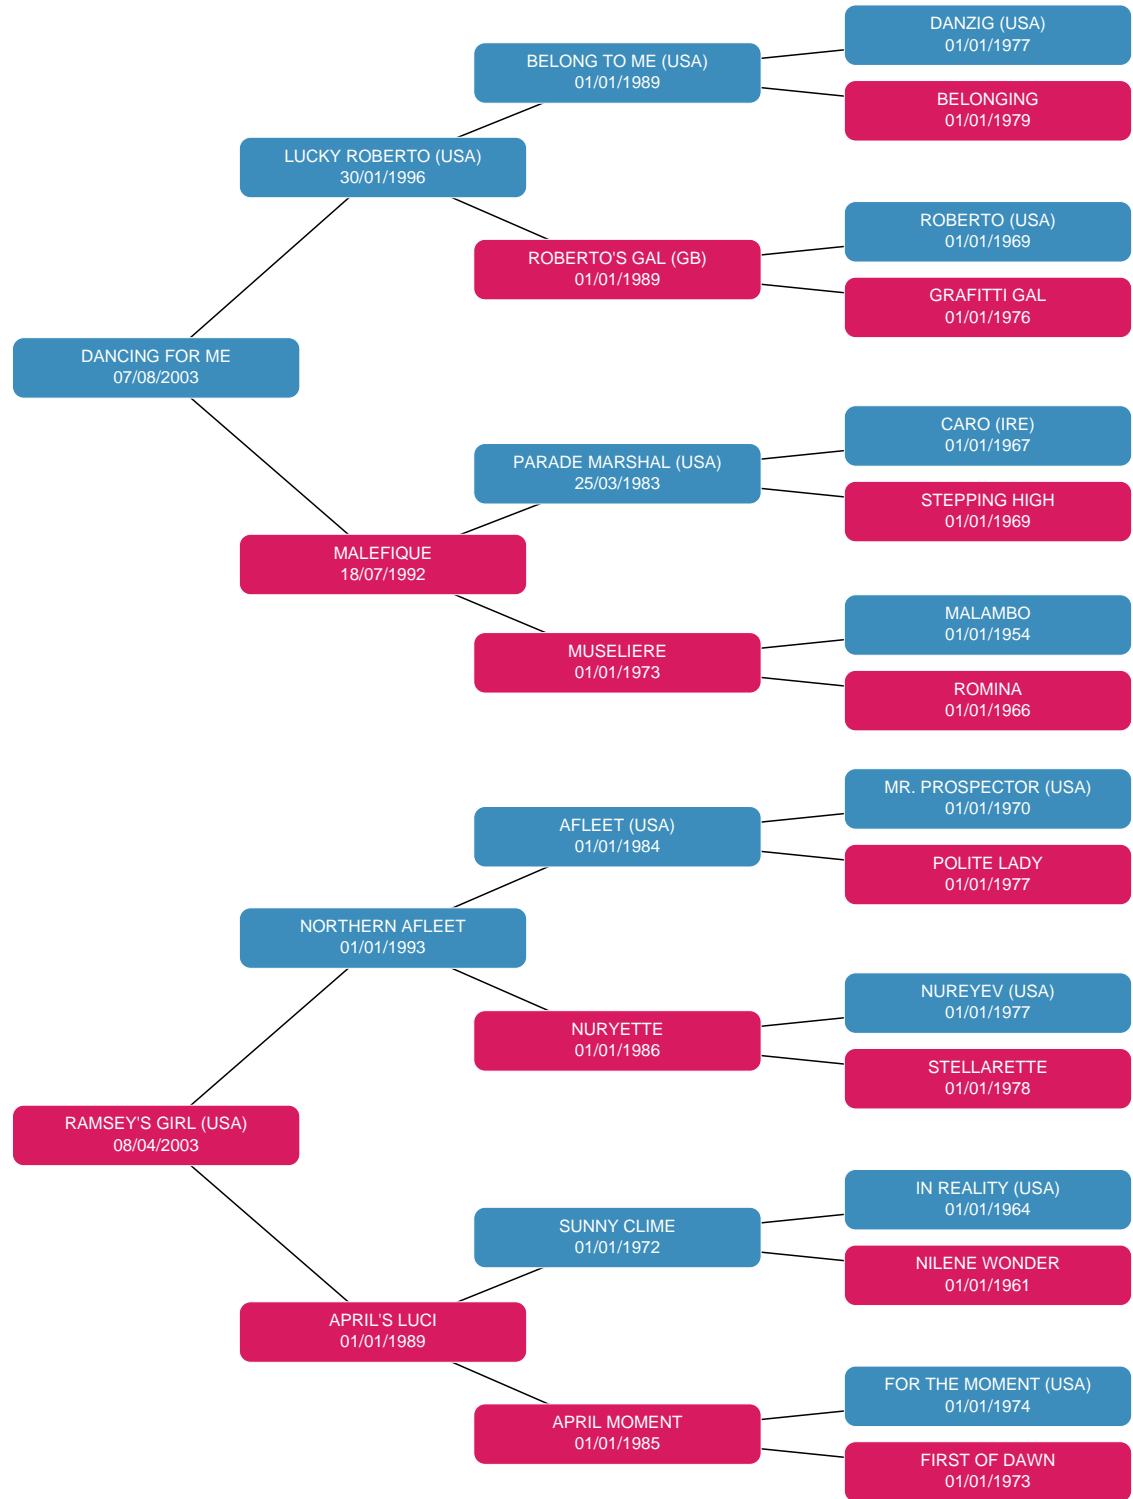 DANZIG (USA)
01/01/1977
BELONG TO ME (USA)
01/01/1989
BELONGING
01/01/1979
LUCKY ROBERTO (USA)
30/01/1996
ROBERTO (USA)
01/01/1969
ROBERTO'S GAL (GB)
01/01/1989
GRAFITTI GAL
01/01/1976
DANCING FOR ME
07/08/2003
CARO (IRE)
01/01/1967
PARADE MARSHAL (USA)
25/03/1983
STEPPING HIGH
01/01/1969
MALEFIQUE
18/07/1992
MALAMBO
01/01/1954
MUSELIERE
01/01/1973
ROMINA
01/01/1966
MR. PROSPECTOR (USA)
01/01/1970
AFLEET (USA)
01/01/1984
POLITE LADY
01/01/1977
NORTHERN AFLEET
01/01/1993
NUREYEV (USA)
01/01/1977
NURYETTE
01/01/1986
STELLARETTE
01/01/1978
RAMSEY'S GIRL (USA)
08/04/2003
IN REALITY (USA)
01/01/1964
SUNNY CLIME
01/01/1972
NILENE WONDER
01/01/1961
APRIL'S LUCI
01/01/1989
FOR THE MOMENT (USA)
01/01/1974
APRIL MOMENT
01/01/1985
FIRST OF DAWN
01/01/1973